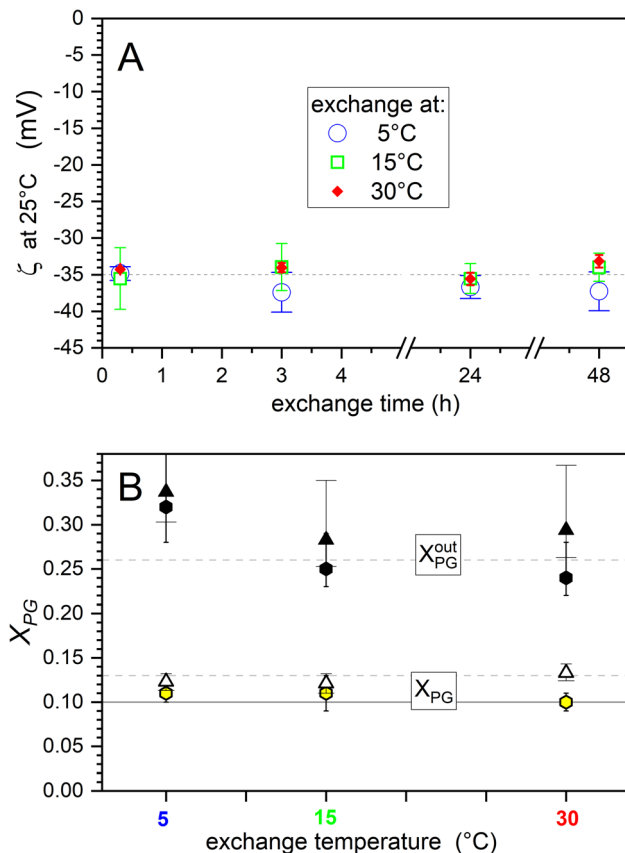 A
0
-5
-10
-15
-20
-25
-30
-35
-40
-45
ζ at 25°C (mV)
exchange at:
5°C
15°C
30°C
0 1 2 3 4 24 48
exchange time (h)
B
0.35
0.30
0.25
0.20
0.15
0.10
0.05
0.00
X_PG
X_PG^out
X_PG
5 15 30
exchange temperature (°C)